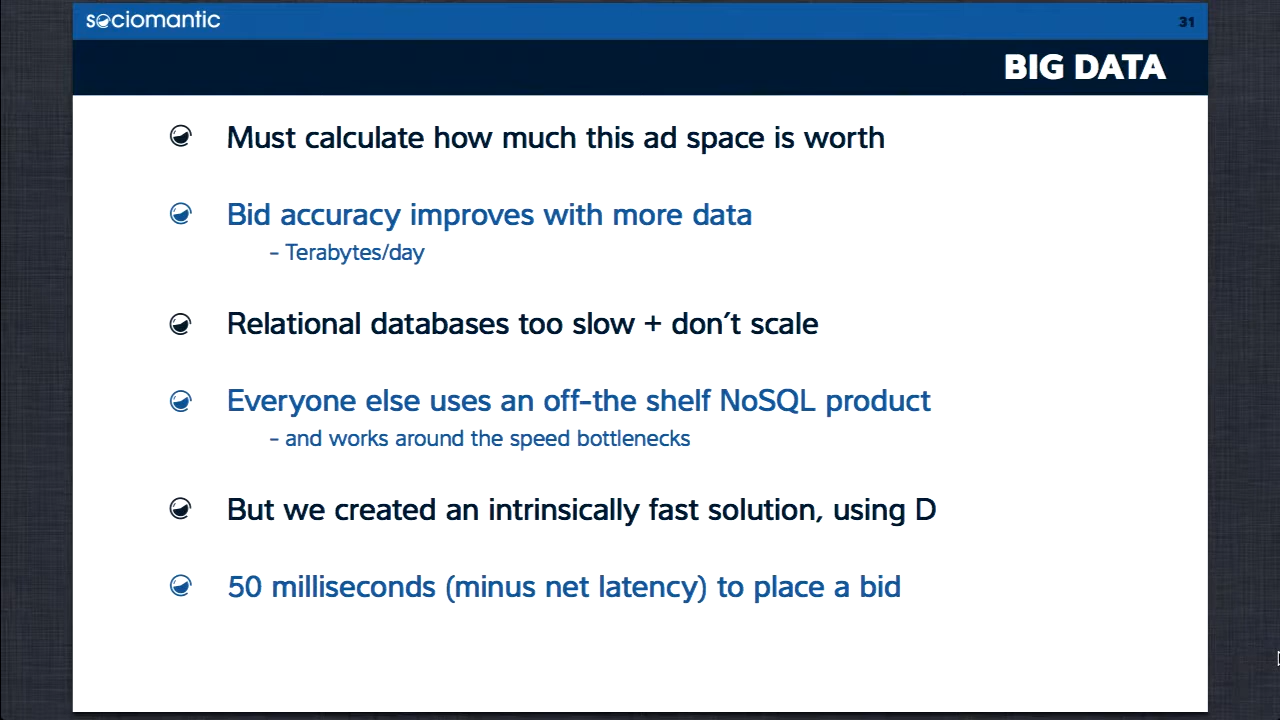 sociomantic
31
BIG DATA
Must calculate how much this ad space is worth
Bid accuracy improves with more data
- Terabytes/day
Relational databases too slow + don't scale
Everyone else uses an off-the shelf NoSQL product
- and works around the speed bottlenecks
But we created an intrinsically fast solution, using D
50 milliseconds (minus net latency) to place a bid